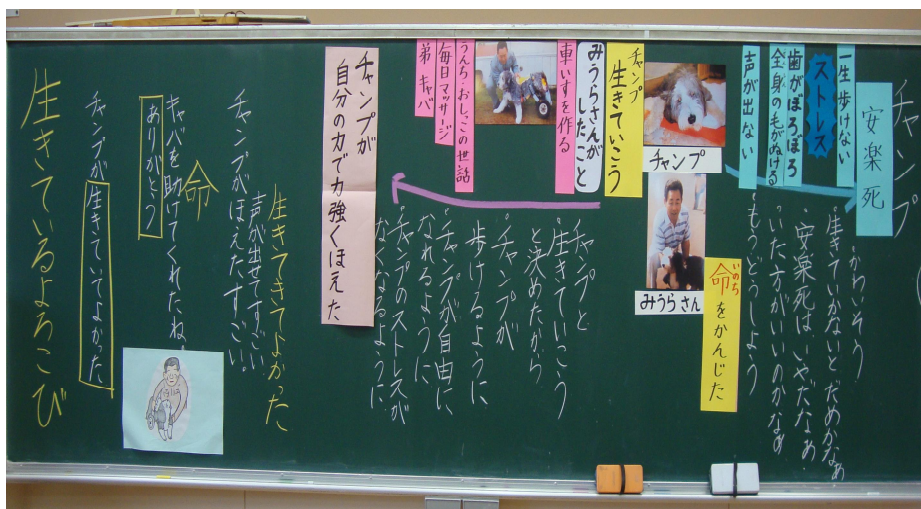 チャンプ
安楽死
一生歩けない
ストレス
歯がぼろぼろ
全身の毛がぬける
声が出ない
・かわいそう
生きていかないとだめかなぁ
・安楽死はいやだなぁ・
いた方がいいのかなぁ
・もうどうしよう
チャンプ
みうらさん
命をかんじた
いのち
チャンプ
生きていこう
みうらさんが
したこと
車いすを作る
うんち・おしっこの世話
毎日マッサージ
弟 キャバ
チャンプと
・生きていこう
と決めたから
・チャンプが
歩けるように
・チャンプが自由に
なれるように
・チャンプのストレスが
なくなるように
チャンプが
自分の力で力強くほえた
生きてきてよかった
声が出せてすごい
チャンプが
ほえた!すごい。
命
キャバを助けてくれたね。
ありがとう
チャンプが生きていてよかった
生きているよろこび